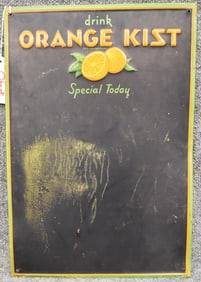 drink
ORANGE KIST
Special Today